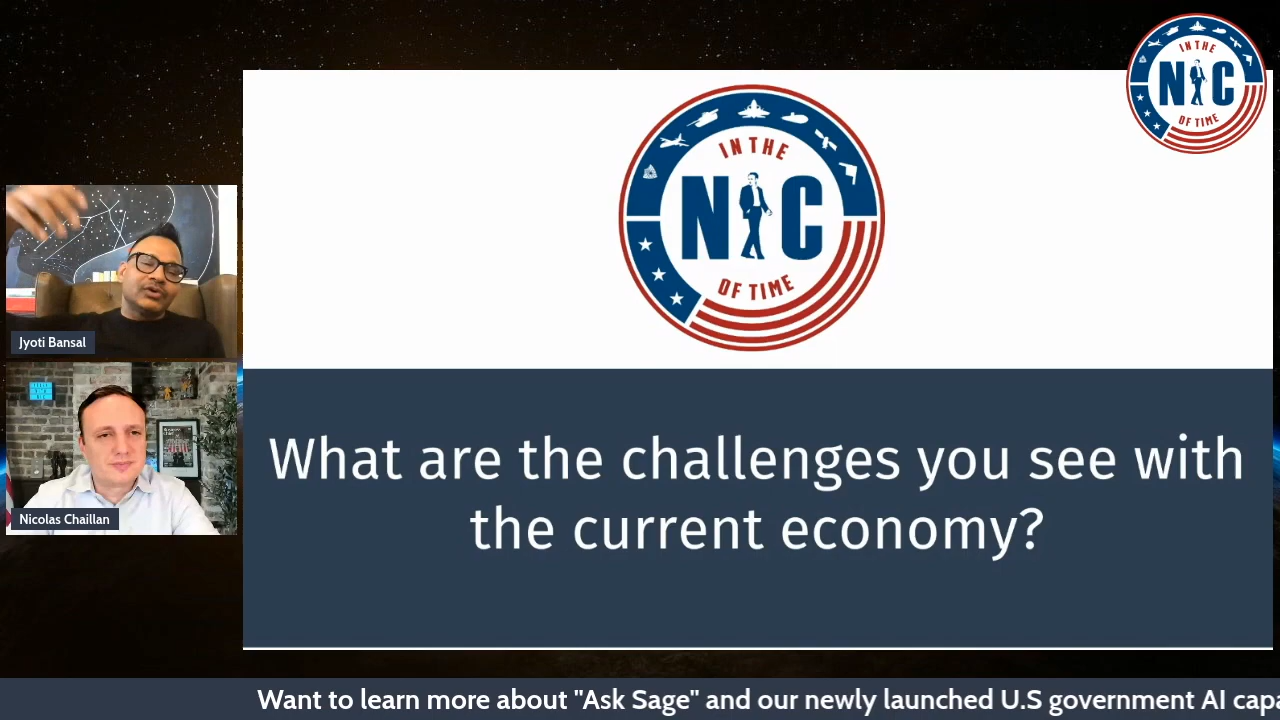 IN THE
NIC
OF TIME
IN THE
NIC
OF TIME
Jyoti Bansal
Nicolas Chaillan
What are the challenges you see with
the current economy?
Want to learn more about "Ask Sage" and our newly launched U.S government AI capa